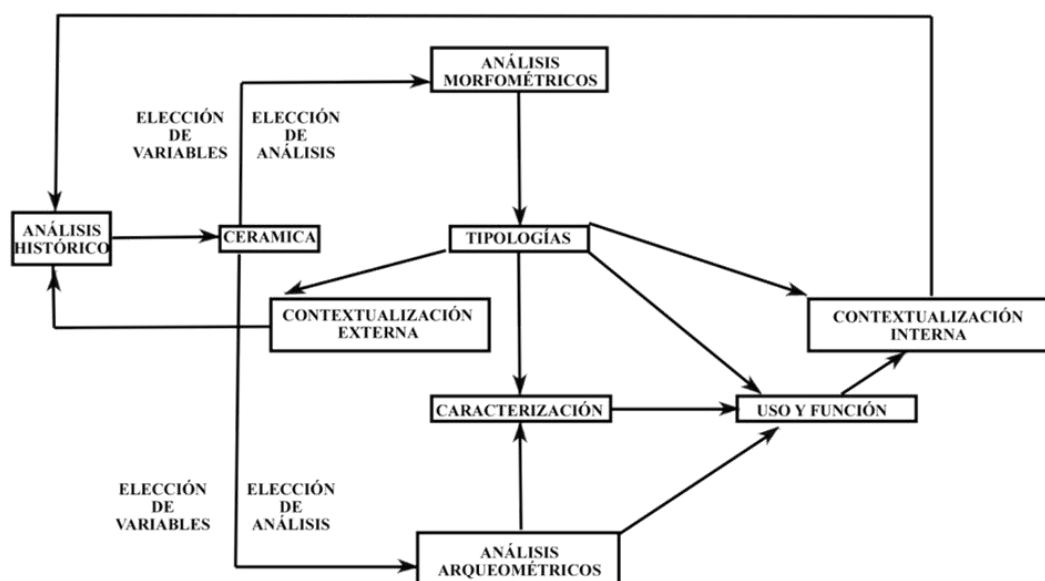 ANÁLISIS
MORFOMÉTRICOS
ELECCIÓN
DE
VARIABLES
ELECCIÓN
DE
ANÁLISIS
ANÁLISIS
HISTÓRICO
CERAMICA
TIPOLOGÍAS
CONTEXTUALIZACIÓN
EXTERNA
CONTEXTUALIZACIÓN
INTERNA
CARACTERIZACIÓN
USO Y FUNCIÓN
ELECCIÓN
DE
VARIABLES
ELECCIÓN
DE
ANÁLISIS
ANÁLISIS
ARQUEOMÉTRICOS